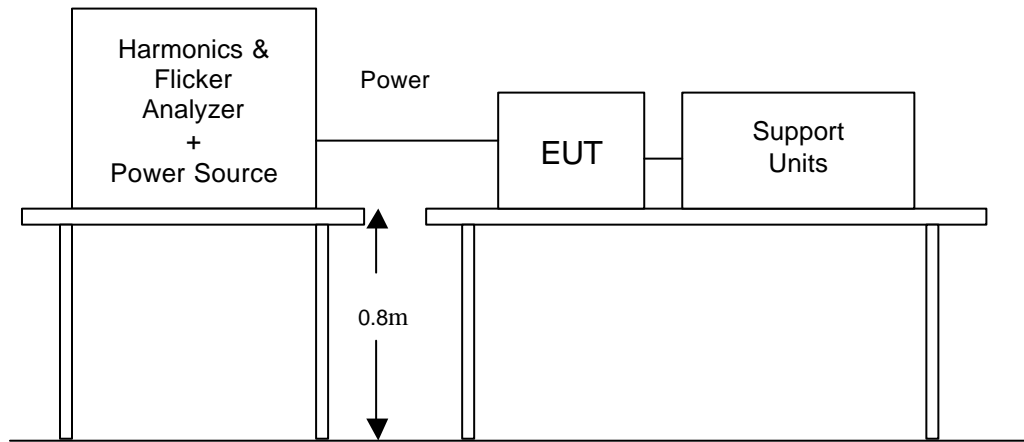 Harmonics &
Flicker
Analyzer
+
Power Source
Power
EUT
Support
Units
0.8m